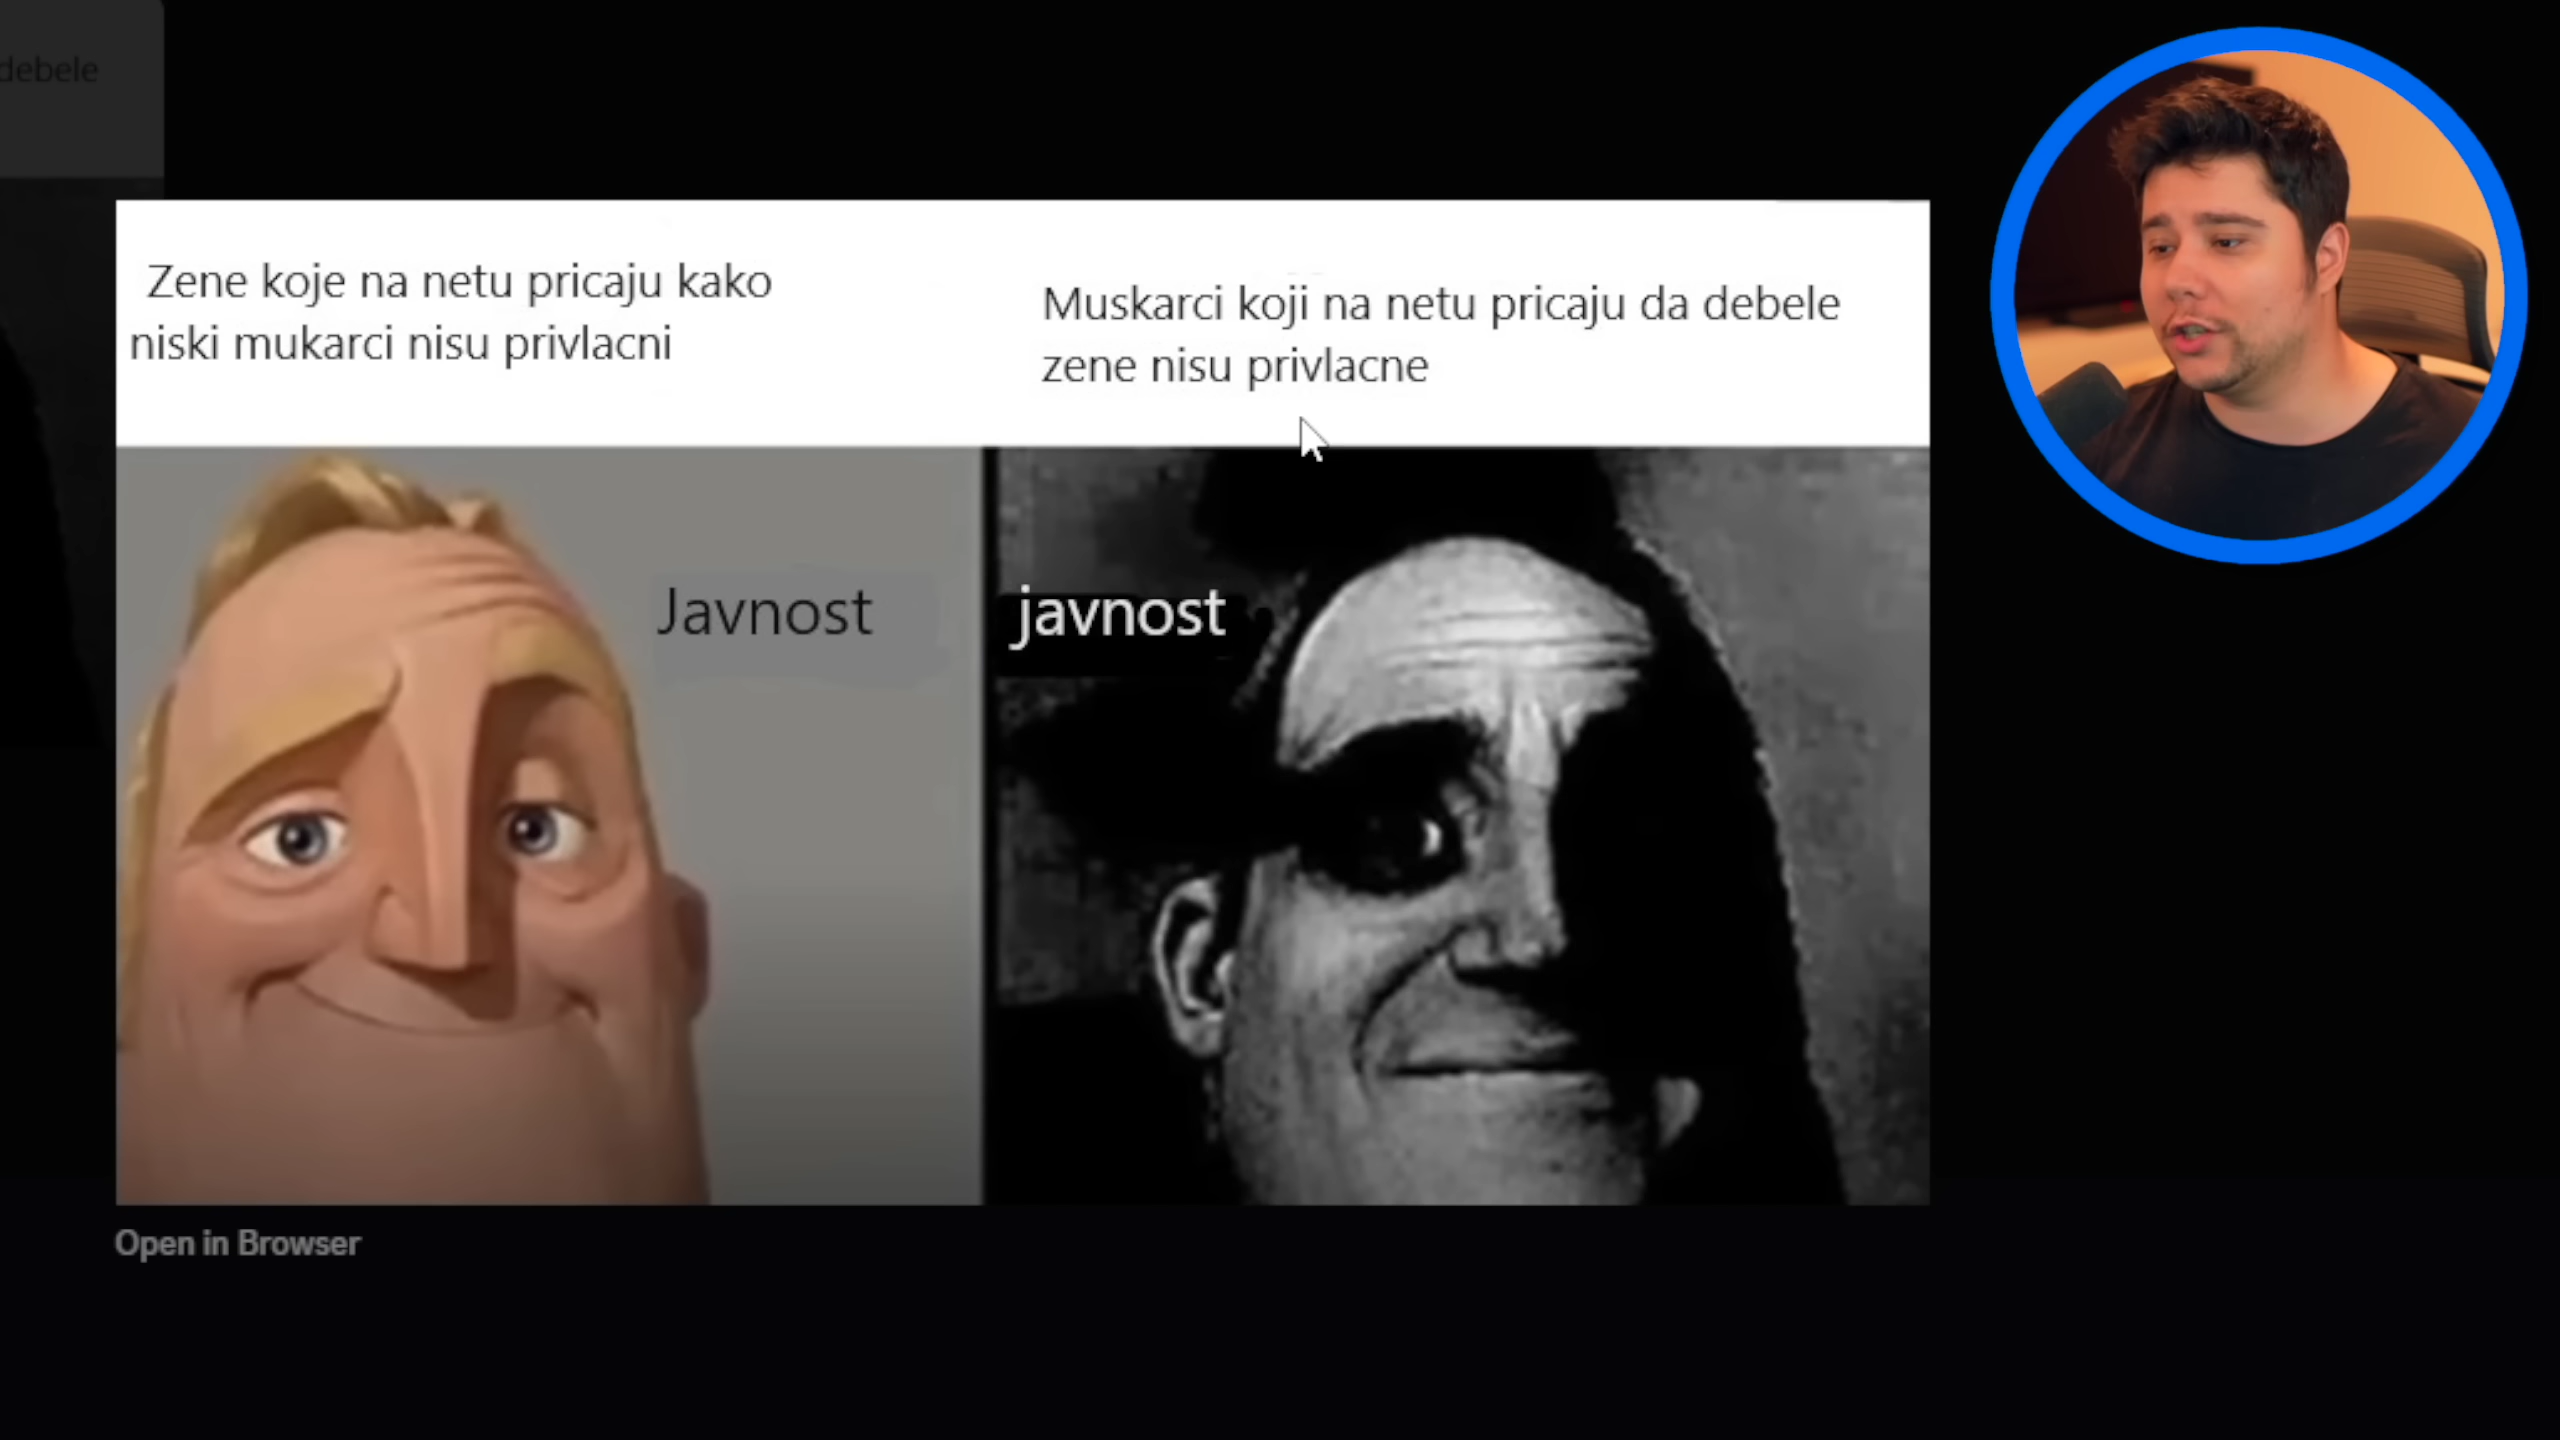 debele
Zene koje na netu pricaju kako
niski mukarci nisu privlacni
Muskarci koji na netu pricaju da debele
zene nisu privlacne
Javnost
javnost
Open in Browser